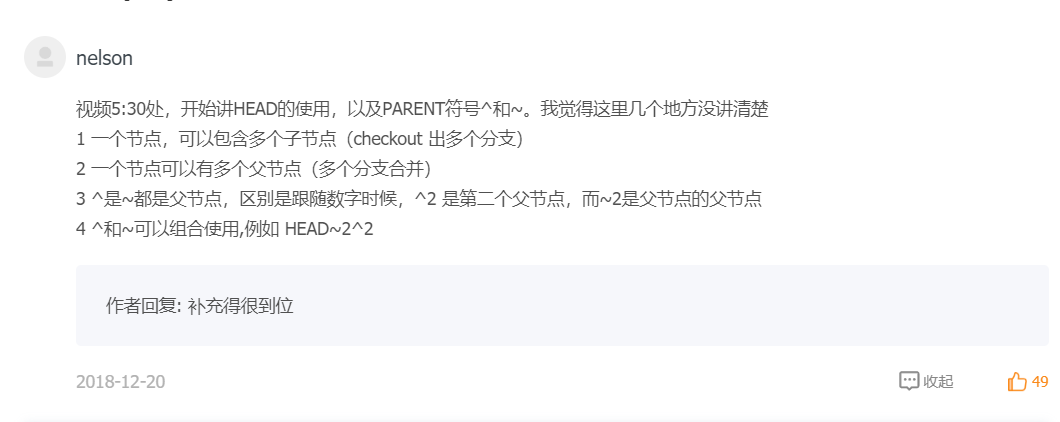 nelson
视频5:30处，开始讲HEAD的使用，以及PARENT符号^和~。我觉得这里几个地方没讲清楚
1 一个节点，可以包含多个子节点（checkout 出多个分支）
2 一个节点可以有多个父节点（多个分支合并）
3 ^是~都是父节点，区别是跟随数字时候，^2 是第二个父节点，而~2是父节点的父节点
4 ^和~可以组合使用,例如 HEAD~2^2
作者回复: 补充得很到位
2018-12-20
收起
49